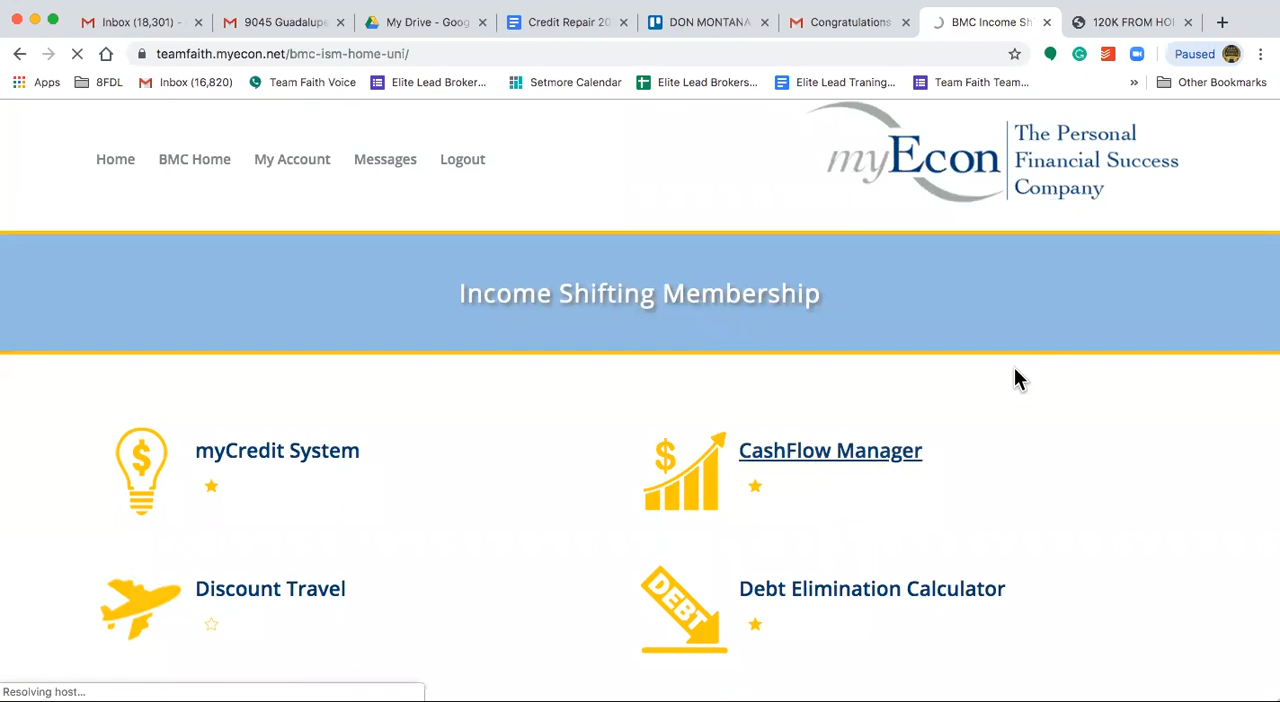 Inbox (18,301) -
9045 Guadalupe
My Drive - Goog
Credit Repair 20
DON MONTANA
Congratulations
BMC Income Sh
120K FROM HO
teamfaith.myecon.net/bmc-ism-home-uni/
Paused
Apps
8FDL
Inbox (16,820)
Team Faith Voice
Elite Lead Broker...
Setmore Calendar
Elite Lead Brokers...
Elite Lead Traning...
Team Faith Team...
»
Other Bookmarks
Home
BMC Home
My Account
Messages
Logout
myEcon
The Personal
Financial Success
Company
Income Shifting Membership
$
myCredit System
$
CashFlow Manager
Discount Travel
DEBT
Debt Elimination Calculator
Resolving host...